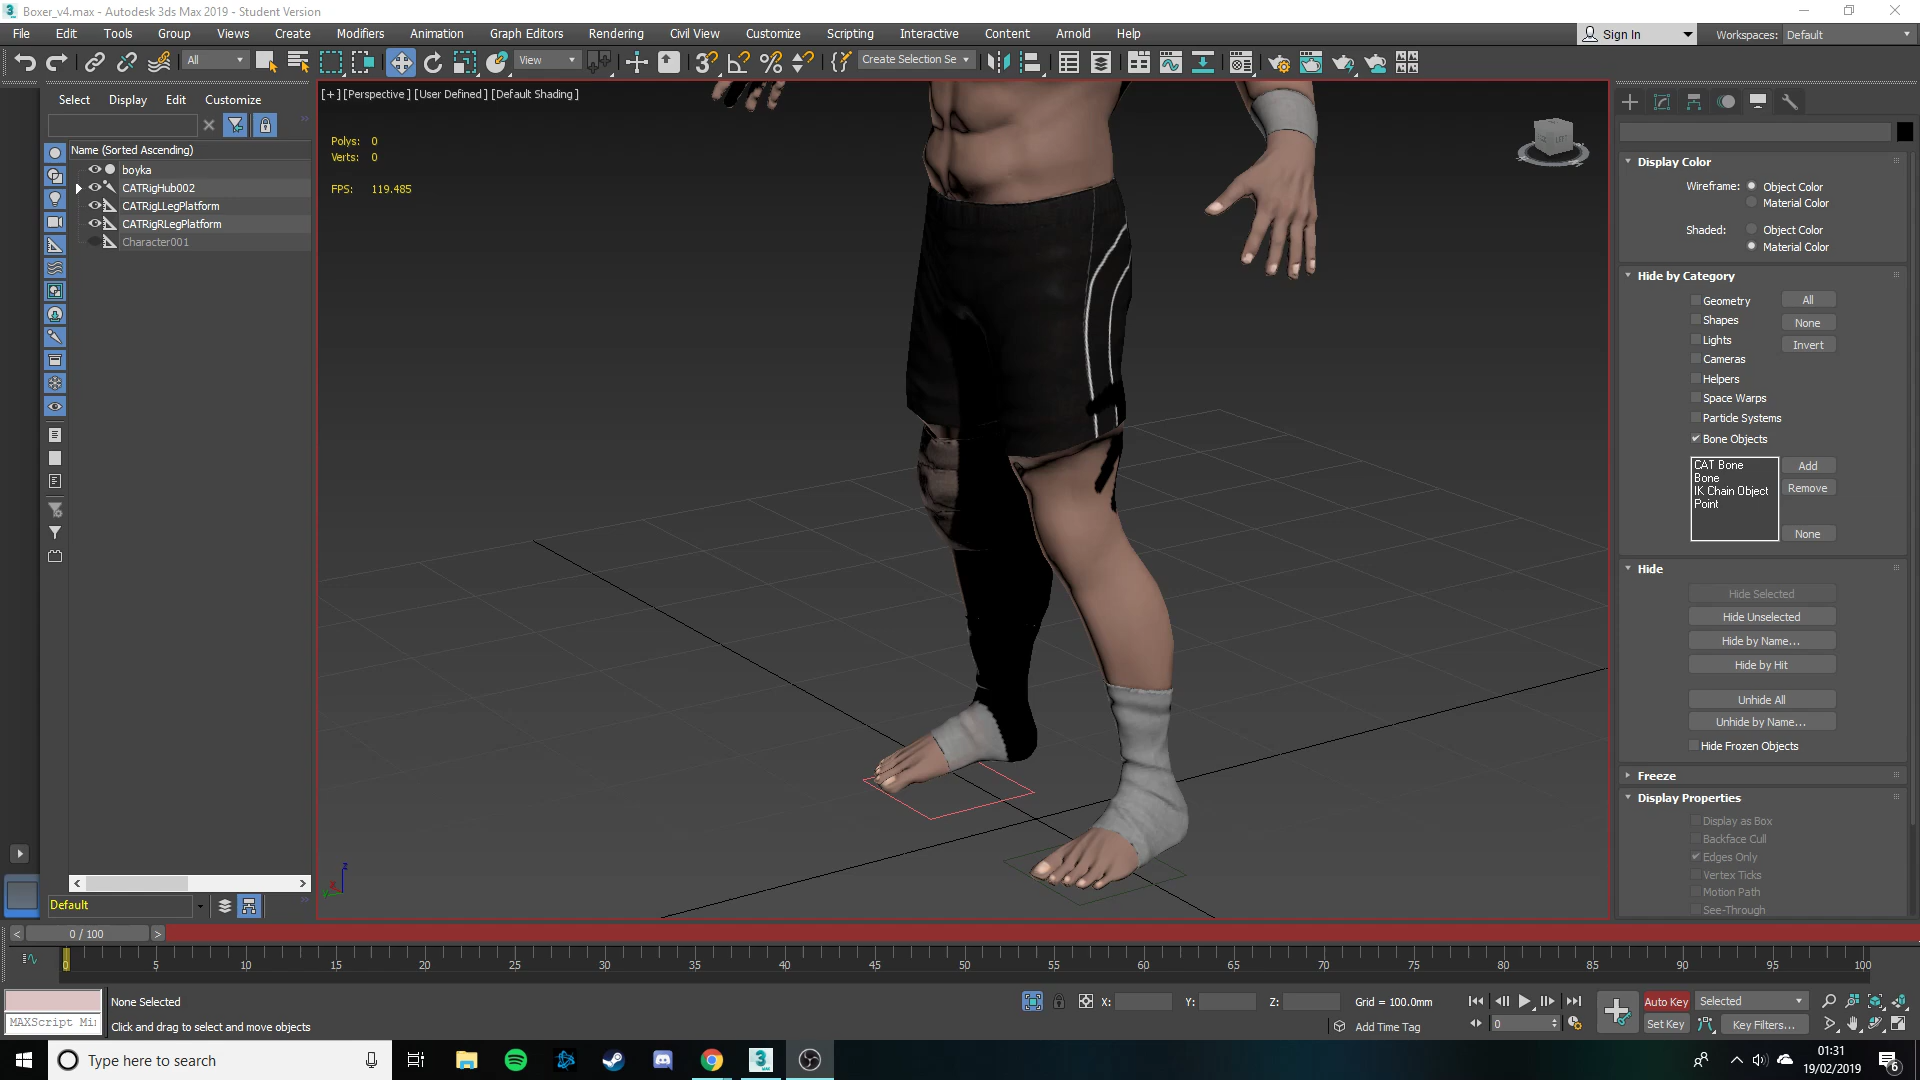 Boxer_v4.max - Autodesk 3ds Max 2019 - Student Version
File Edit Tools Group Views Create Modifiers Animation Graph Editors Rendering Civil View Customize Scripting Interactive Content Arnold Help
Sign In
Workspaces: Default
All
View
Create Selection Se
Select Display Edit Customize
Name (Sorted Ascending)
boyka
CATRigHub002
CATRigLLegPlatform
CATRigRLegPlatform
Character001
Default
[+] [Perspective ] [User Defined ] [Default Shading ]
Polys: 0
Verts: 0
FPS: 119.485
Display Color
Wireframe: Object Color
Material Color
Shaded: Object Color
Material Color
Hide by Category
Geometry All
Shapes None
Lights Invert
Cameras
Helpers
Space Warps
Particle Systems
Bone Objects
CAT Bone Add
Bone
IK Chain Object Remove
Point
None
Hide
Hide Selected
Hide Unselected
Hide by Name...
Hide by Hit
Unhide All
Unhide by Name...
Hide Frozen Objects
Freeze
Display Properties
Display as Box
Backface Cull
Edges Only
Vertex Ticks
Motion Path
See-Through
< 0 / 100 >
0 5 10 15 20 25 30 35 40 45 50 55 60 65 70 75 80 85 90 95 100
None Selected
MAXScript Mi
Click and drag to select and move objects
X: Y: Z: Grid = 100.0mm
Add Time Tag
0
Auto Key Selected
Set Key Key Filters...
Type here to search
01:31
19/02/2019
6